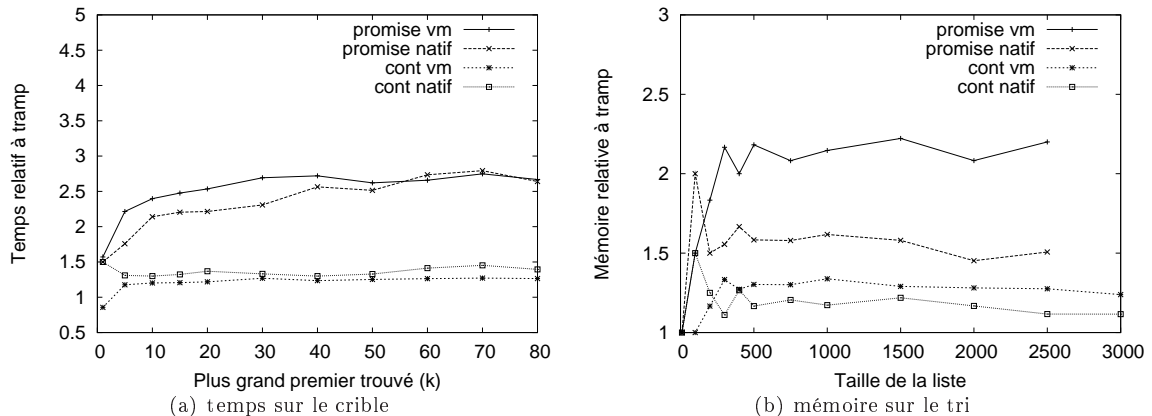 5
4.5
4
3.5
3
2.5
2
1.5
1
0.5
Temps relatif à tramp
promise vm
promise natif
cont vm
cont natif
0 10 20 30 40 50 60 70 80
Plus grand premier trouvé (k)
(a) temps sur le crible
3
2.5
2
1.5
1
Mémoire relative à tramp
promise vm
promise natif
cont vm
cont natif
0 500 1000 1500 2000 2500 3000
Taille de la liste
(b) mémoire sur le tri